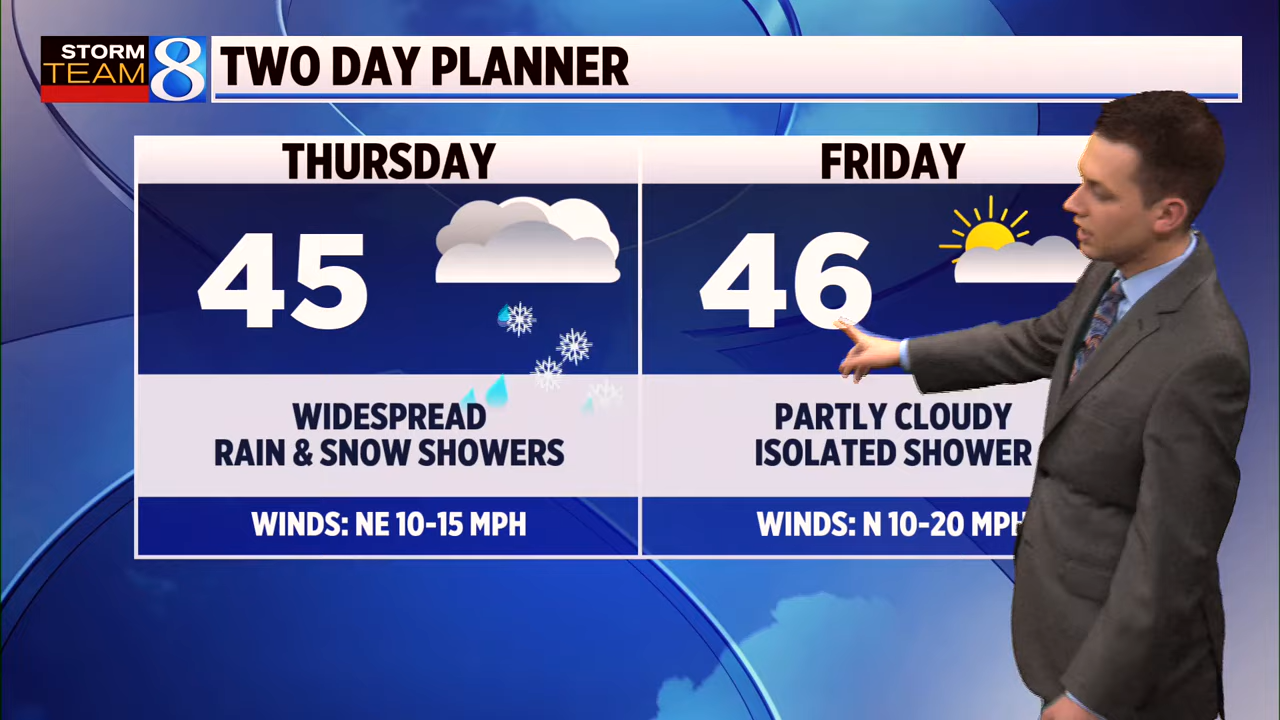 STORM
TEAM 8
TWO DAY PLANNER
THURSDAY
FRIDAY
45
46
WIDESPREAD
RAIN & SNOW SHOWERS
PARTLY CLOUDY
ISOLATED SHOWER
WINDS: NE 10-15 MPH
WINDS: N 10-20 MPH